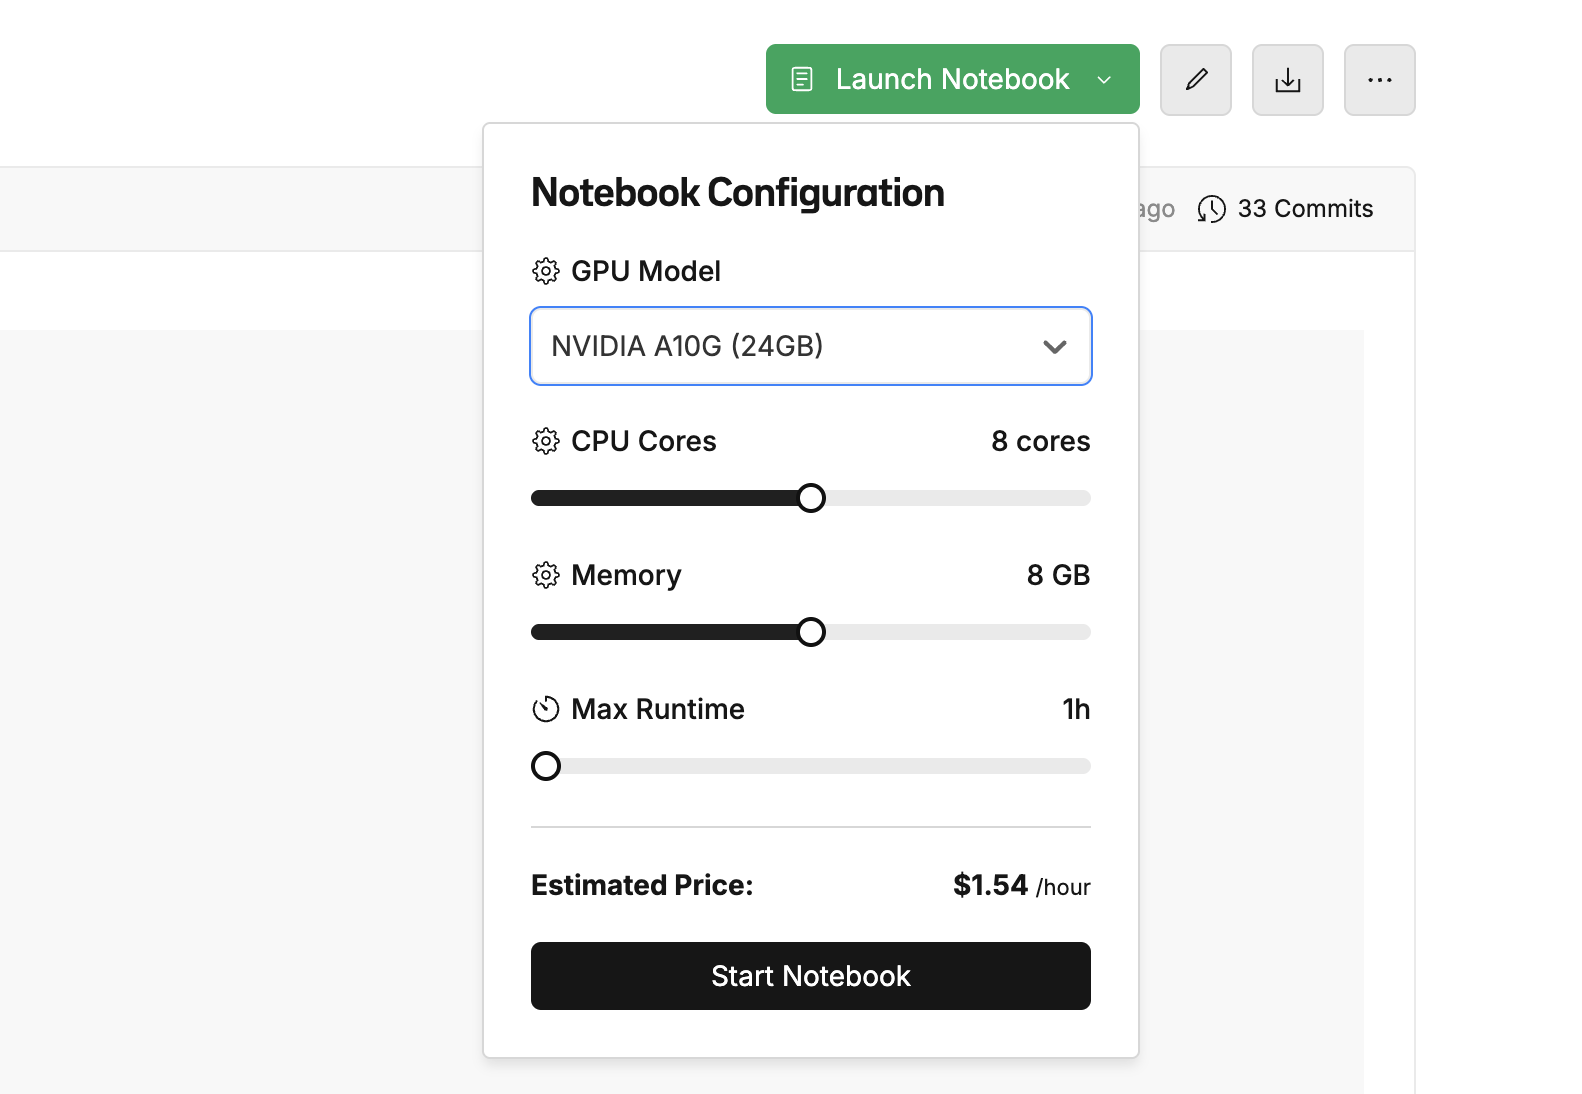 Launch Notebook
ago
33 Commits
Notebook Configuration
GPU Model
NVIDIA A10G (24GB)
CPU Cores
8 cores
Memory
8 GB
Max Runtime
1h
Estimated Price:
$1.54 /hour
Start Notebook